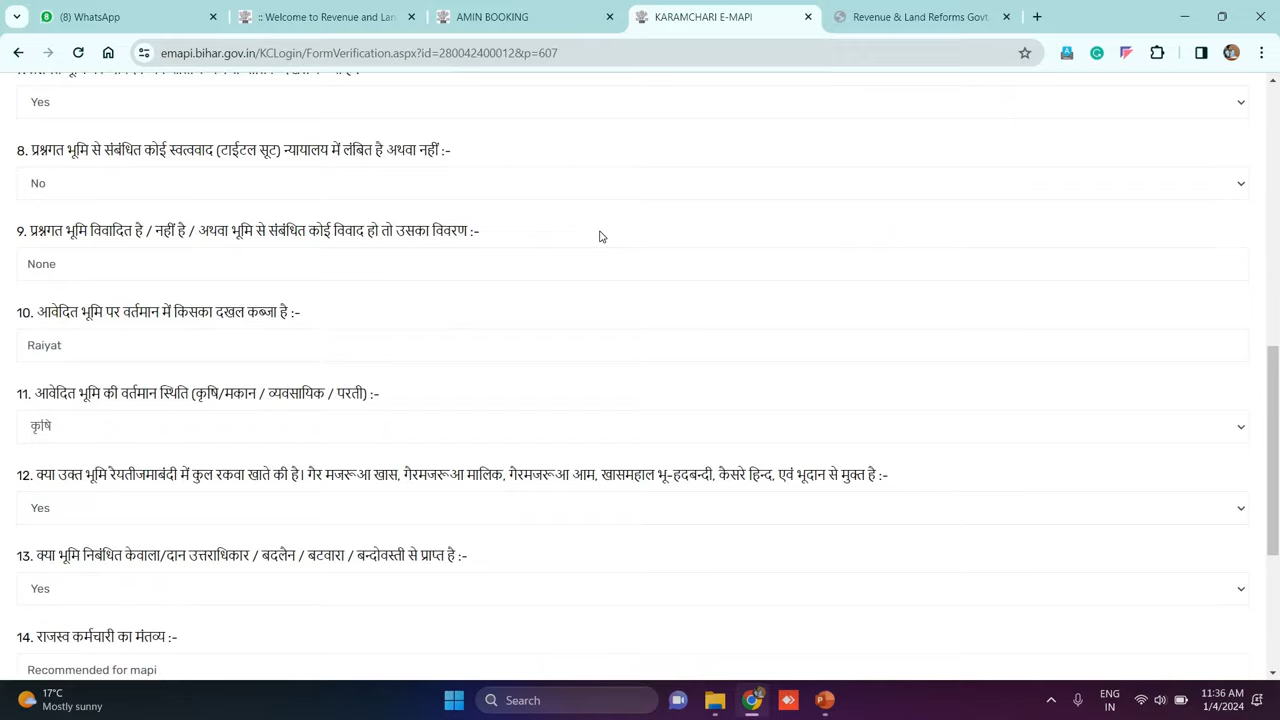 (8) WhatsApp
:: Welcome to Revenue and Lan
AMIN BOOKING
KARAMCHARI E-MAPI
Revenue & Land Reforms Govt
emapi.bihar.gov.in/KCLogin/FormVerification.aspx?id=280042400012&p=607
Yes
8. प्रश्नगत भूमि से संबंधित कोई स्वत्ववाद (टाईटल सूट) न्यायालय में लंबित है अथवा नहीं :-
No
9. प्रश्नगत भूमि विवादित है / नहीं है / अथवा भूमि से संबंधित कोई विवाद हो तो उसका विवरण :-
None
10. आवेदित भूमि पर वर्तमान में किसका दखल कब्जा है :-
Raiyat
11. आवेदित भूमि की वर्तमान स्थिति (कृषि/मकान / व्यवसायिक / परती) :-
कृषि
12. क्या उक्त भूमि रैयतीजमाबंदी में कुल रकवा खाते की है। गैर मजरूआ खास, गैरमजरूआ मालिक, गैरमजरूआ आम, खासमहाल भू-हदबन्दी, कैसरे हिन्द, एवं भूदान से मुक्त है :-
Yes
13. क्या भूमि निबंधित केवाला/दान उत्तराधिकार / बदलैन / बटवारा / बन्दोवस्ती से प्राप्त है :-
Yes
14. राजस्व कर्मचारी का मंतव्य :-
Recommended for mapi
17°C
Mostly sunny
Search
ENG
IN
11:36 AM
1/4/2024